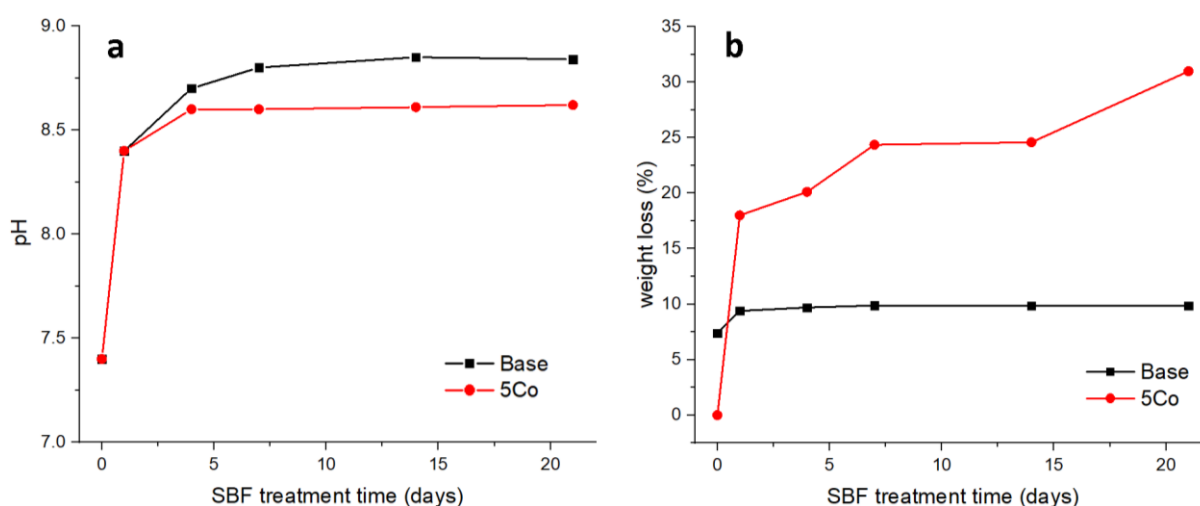 a
9.0
8.5
8.0
7.5
7.0
pH
0 5 10 15 20
SBF treatment time (days)
Base
5Co
b
35
30
25
20
15
10
5
0
weight loss (%)
0 5 10 15 20
SBF treatment time (days)
Base
5Co